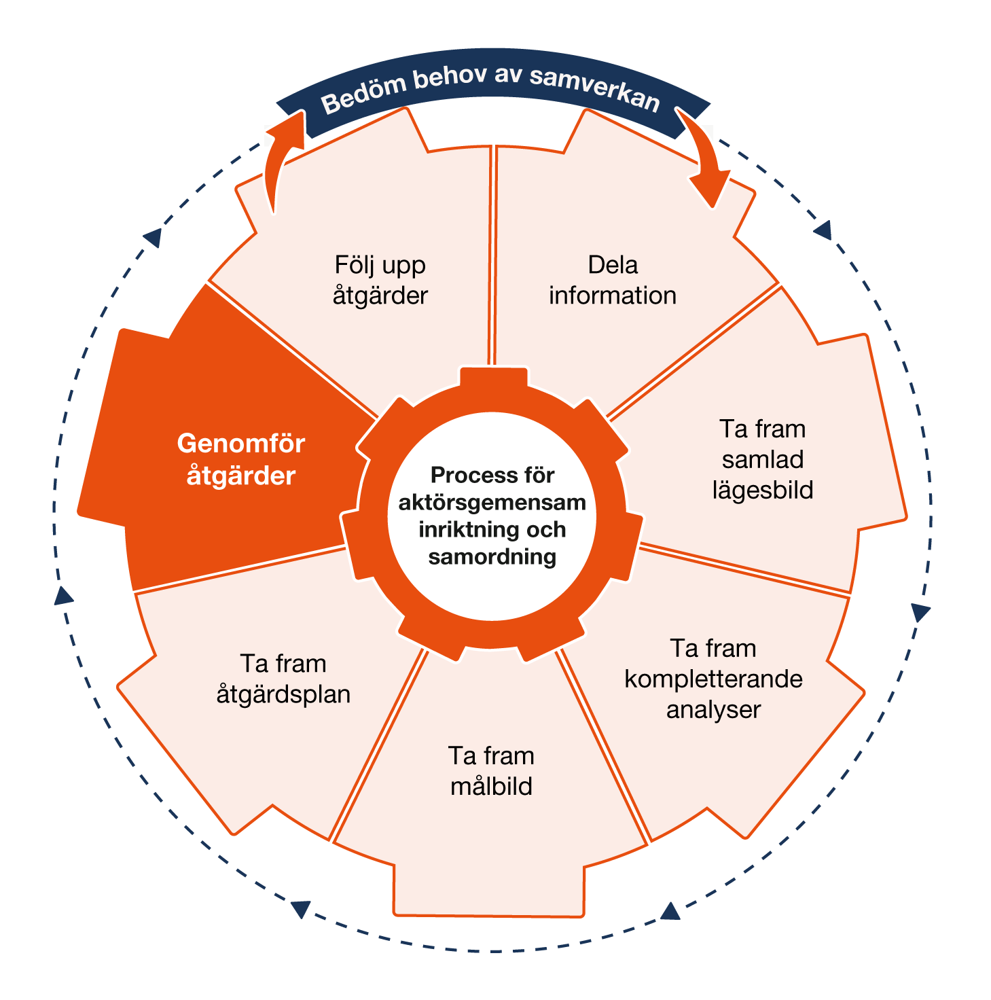 Bedöm behov av samverkan
Dela
information
Ta fram
samlad
lägesbild
Ta fram
kompletterande
analyser
Ta fram
målbild
Ta fram
åtgärdsplan
Genomför
åtgärder
Följ upp
åtgärder
Process för
aktörsgemensam
inriktning och
samordning